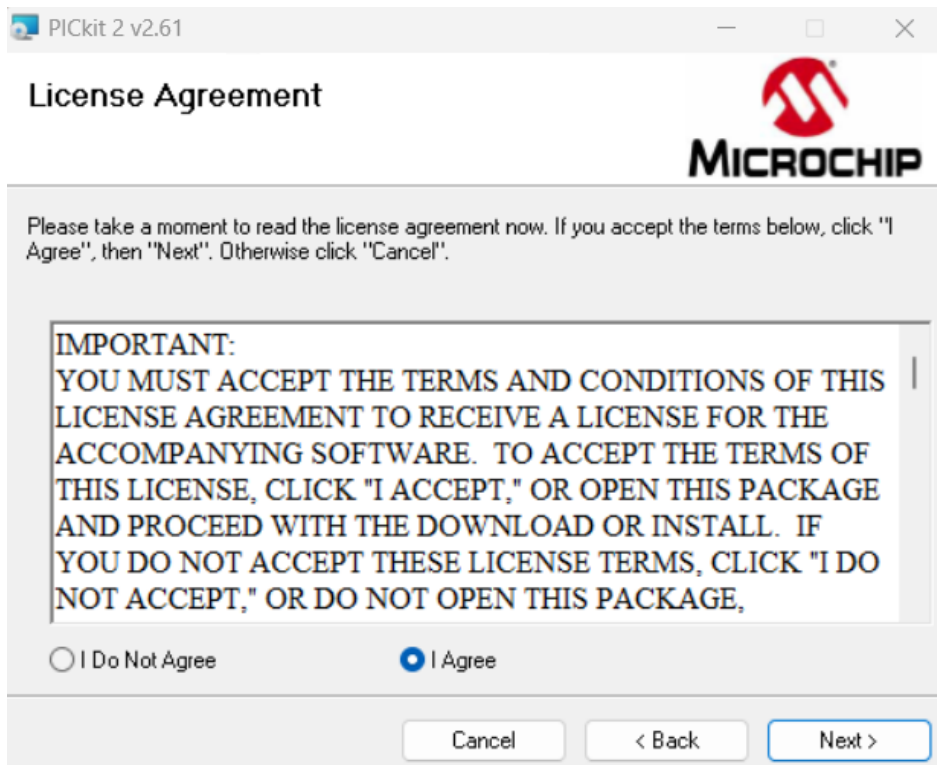 PICkit 2 v2.61
License Agreement
MICROCHIP
Please take a moment to read the license agreement now. If you accept the terms below, click "I
Agree", then "Next". Otherwise click "Cancel".
IMPORTANT:
YOU MUST ACCEPT THE TERMS AND CONDITIONS OF THIS
LICENSE AGREEMENT TO RECEIVE A LICENSE FOR THE
ACCOMPANYING SOFTWARE.  TO ACCEPT THE TERMS OF
THIS LICENSE, CLICK "I ACCEPT," OR OPEN THIS PACKAGE
AND PROCEED WITH THE DOWNLOAD OR INSTALL.  IF
YOU DO NOT ACCEPT THESE LICENSE TERMS, CLICK "I DO
NOT ACCEPT," OR DO NOT OPEN THIS PACKAGE,
I Do Not Agree I Agree
Cancel < Back Next >